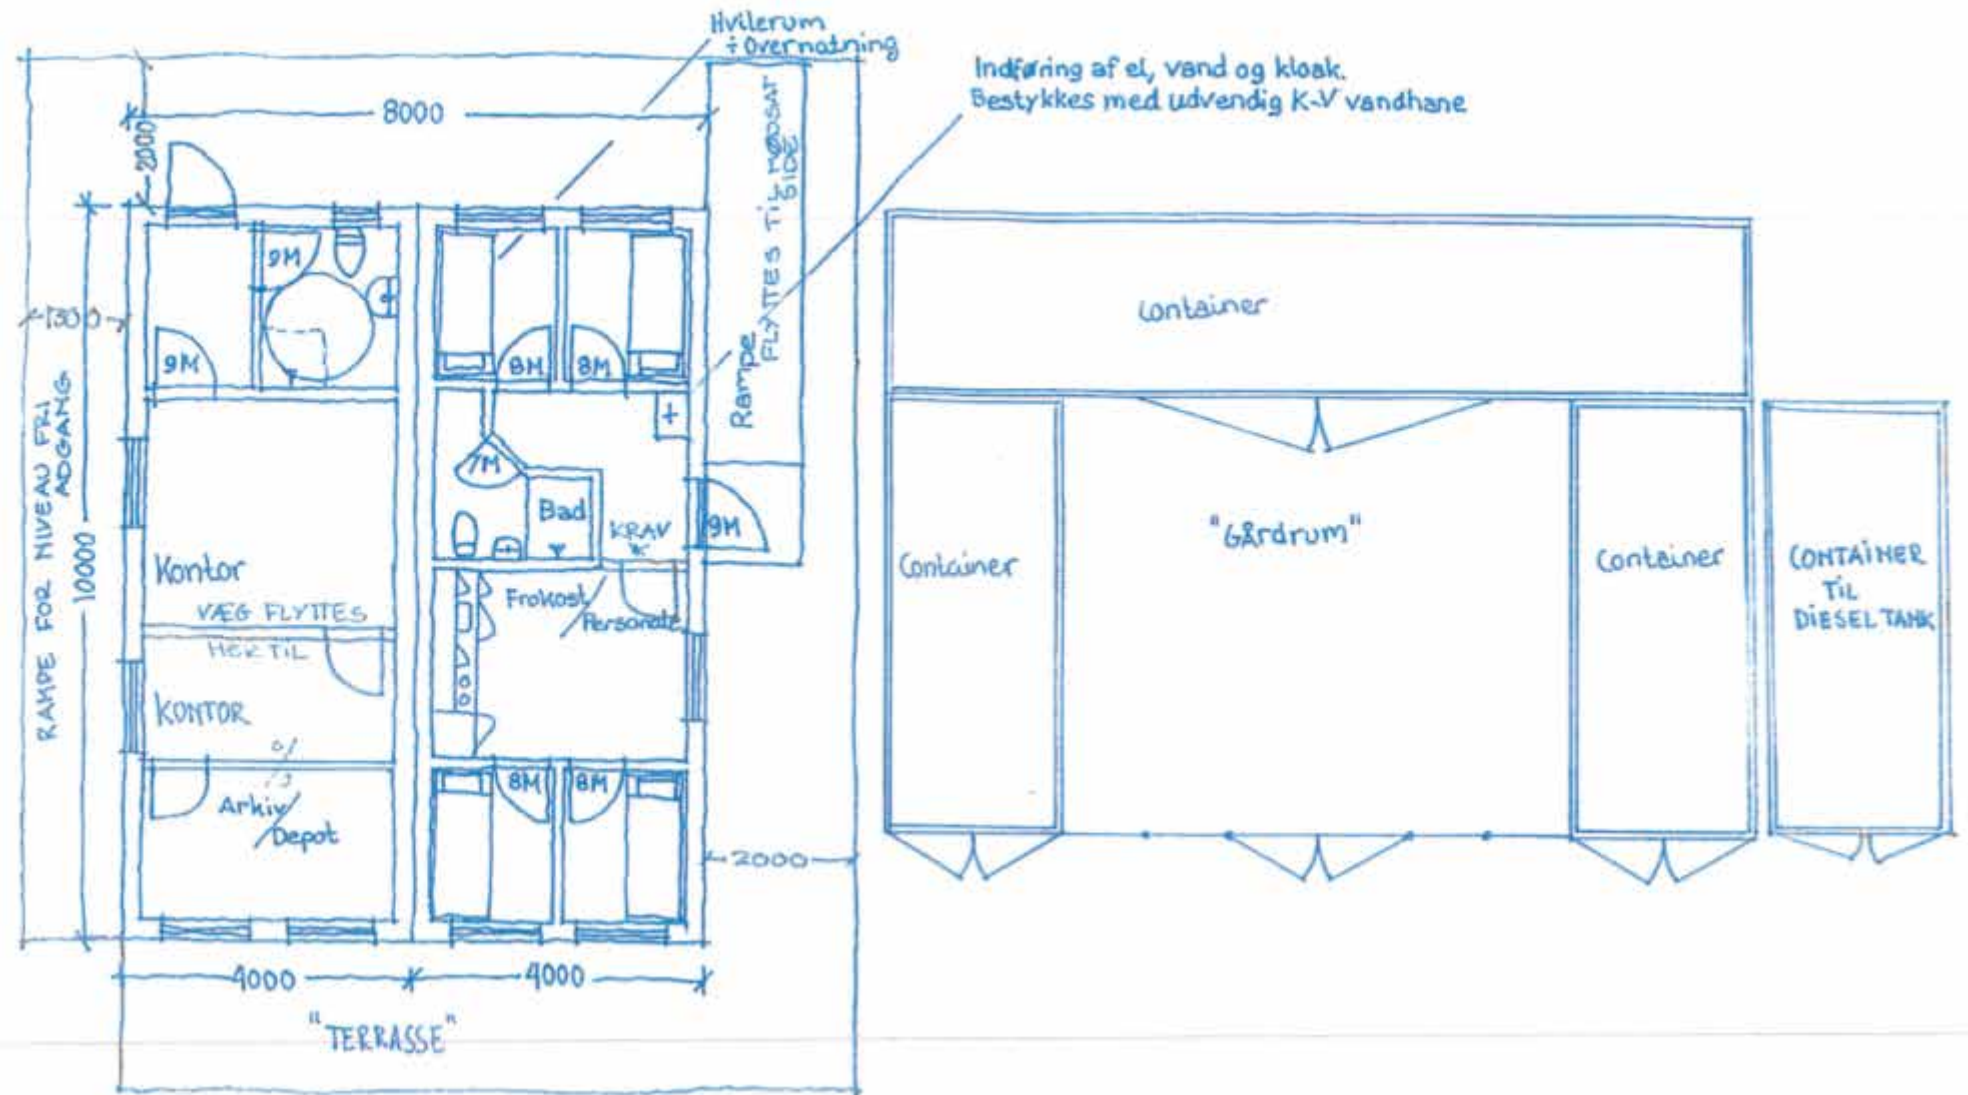 Hvilerum
÷ Overnatning
Indføring af el, vand og kloak.
Bestykkes med udvendig K-V vandhane
8000
2000
1300
10000
RAMPE FOR NIVEAU FRI
ADGANG
9M
9M
8M
8M
Rampe
FLYTTES TIL MODSAT
SIDE
7M
Bad
KRAV
9M
Kontor
VÆG FLYTTES
HER TIL
KONTOR
Frokost/
Personale
Arkiv/
Depot
8M
8M
2000
4000
4000
"TERRASSE"
Container
Container
"Gårdrum"
Container
CONTAINER
TIL
DIESEL TANK